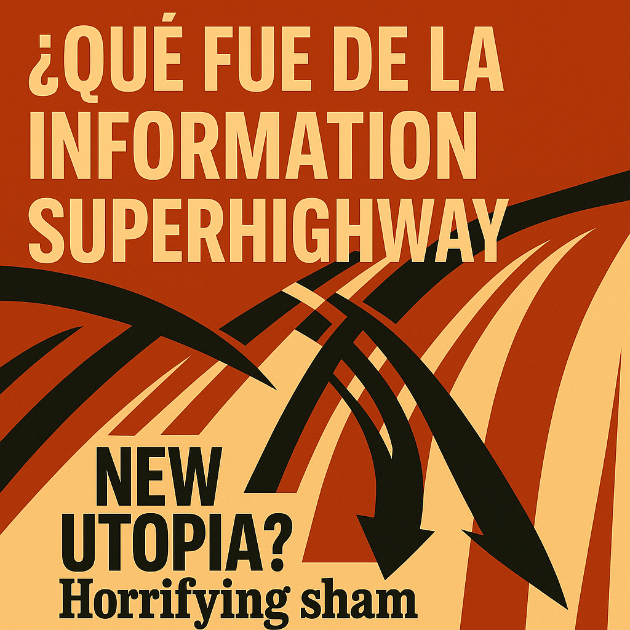 ¿QUÉ FUE DE LA
INFORMATION
SUPERHIGHWAY
NEW
UTOPIA?
Horrifying sham